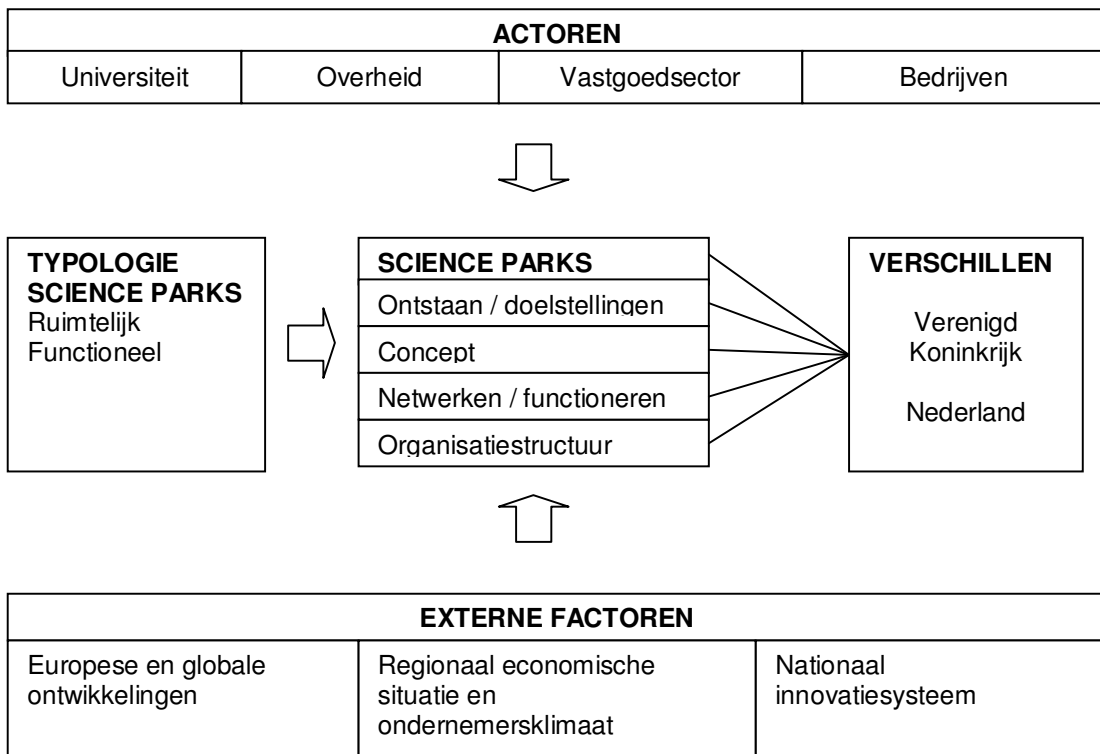 ACTOREN
Universiteit
Overheid
Vastgoedsector
Bedrijven
TYPOLOGIE
SCIENCE PARKS
Ruimtelijk
Functioneel
SCIENCE PARKS
Ontstaan / doelstellingen
Concept
Netwerken / functioneren
Organisatiestructuur
VERSCHILLEN
Verenigd
Koninkrijk
Nederland
EXTERNE FACTOREN
Europese en globale
ontwikkelingen
Regionaal economische
situatie en
ondernemersklimaat
Nationaal
innovatiesysteem